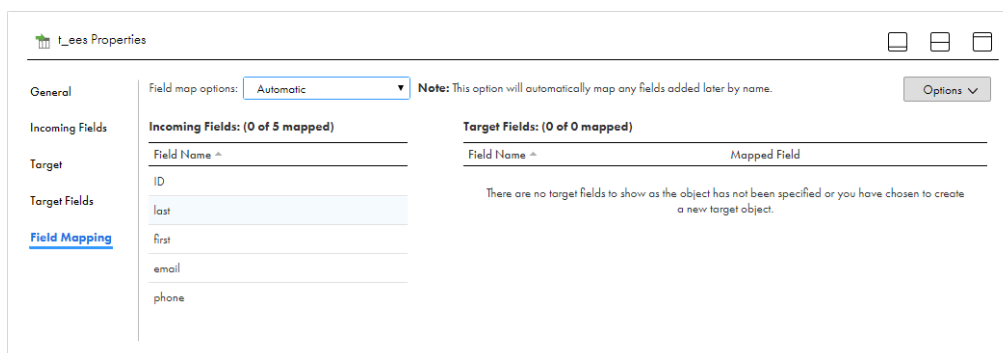 t_ees Properties
General
Incoming Fields
Target
Target Fields
Field Mapping
Field map options: Automatic
Note: This option will automatically map any fields added later by name.
Options
Incoming Fields: (0 of 5 mapped)
Field Name
ID
last
first
email
phone
Target Fields: (0 of 0 mapped)
Field Name Mapped Field
There are no target fields to show as the object has not been specified or you have chosen to create
a new target object.